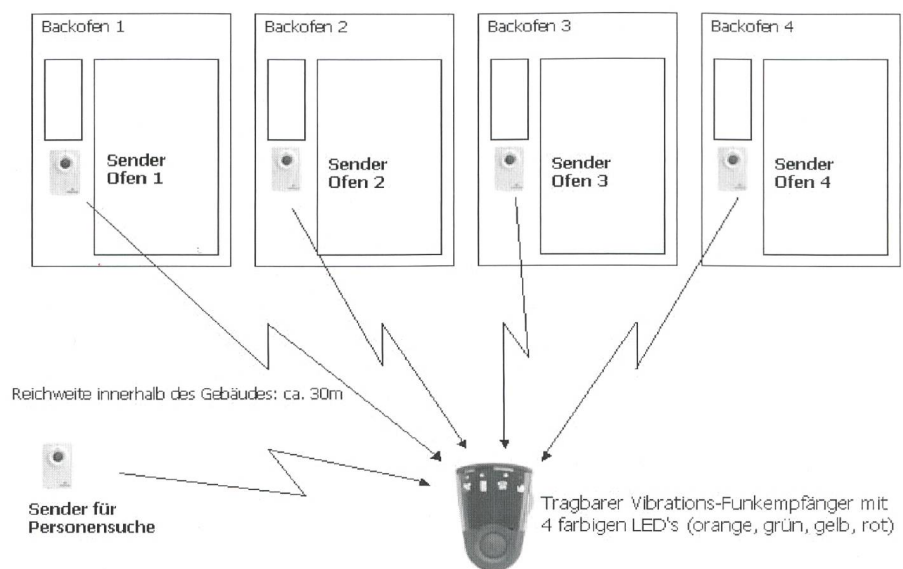 Backofen 1
Backofen 2
Backofen 3
Backofen 4
Sender
Ofen 1
Sender
Ofen 2
Sender
Ofen 3
Sender
Ofen 4
Reichweite innerhalb des Gebäudes: ca. 30m
Sender für
Personensuche
Tragbarer Vibrations-Funkempfänger mit
4 farbigen LED's (orange, grün, gelb, rot)